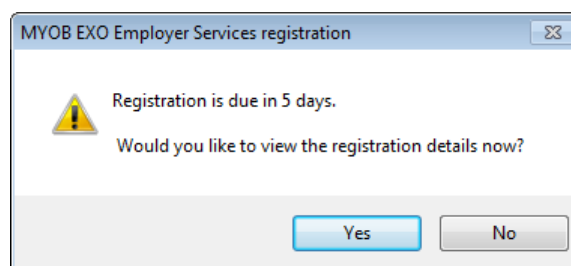 MYOB EXO Employer Services registration
Registration is due in 5 days.
Would you like to view the registration details now?
Yes
No